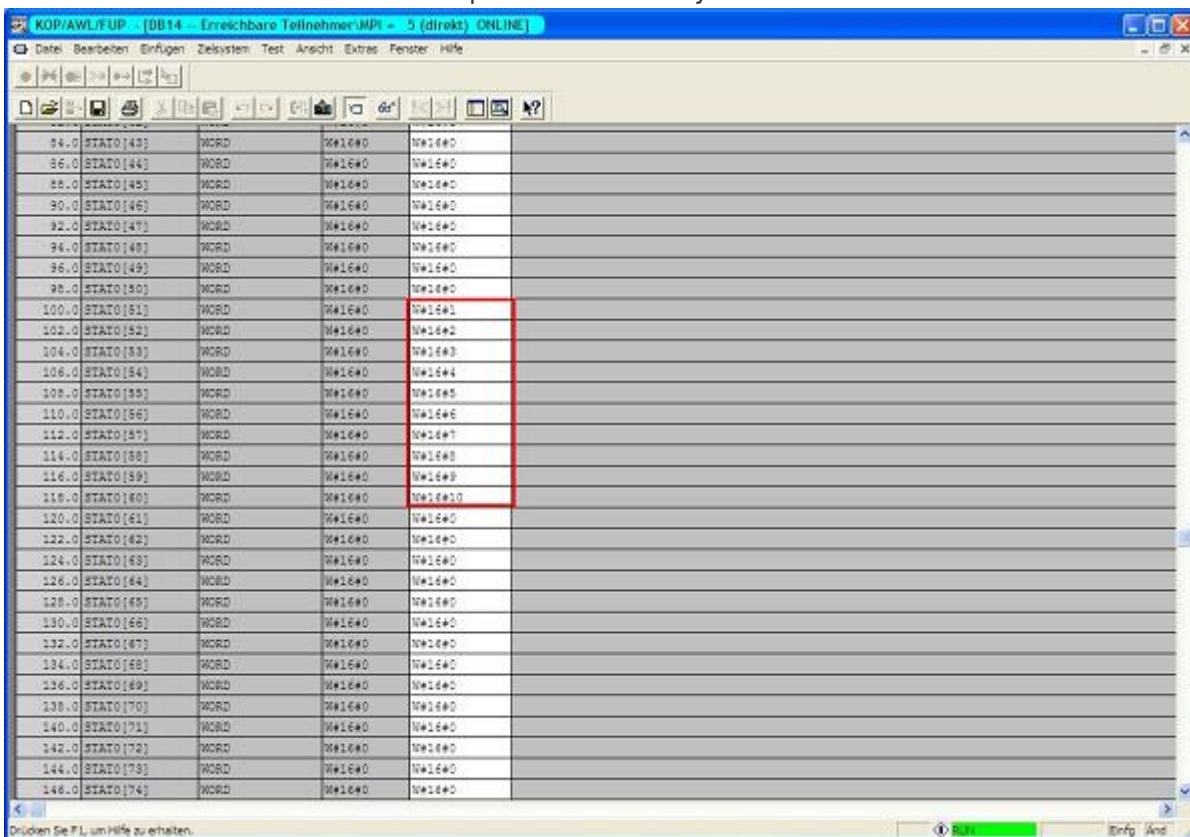 KOP/AWL/FUP - [DB14 -- Erreichbare Teilnehmer\MPI = 5 (direkt) ONLINE]
Datei Bearbeiten Einfügen Zielsystem Test Ansicht Extras Fenster Hilfe
84.0 STAT0[43] WORD W#16#0 W#16#0
86.0 STAT0[44] WORD W#16#0 W#16#0
88.0 STAT0[45] WORD W#16#0 W#16#0
90.0 STAT0[46] WORD W#16#0 W#16#0
92.0 STAT0[47] WORD W#16#0 W#16#0
94.0 STAT0[48] WORD W#16#0 W#16#0
96.0 STAT0[49] WORD W#16#0 W#16#0
98.0 STAT0[50] WORD W#16#0 W#16#0
100.0 STAT0[51] WORD W#16#0 W#16#1
102.0 STAT0[52] WORD W#16#0 W#16#2
104.0 STAT0[53] WORD W#16#0 W#16#3
106.0 STAT0[54] WORD W#16#0 W#16#4
108.0 STAT0[55] WORD W#16#0 W#16#5
110.0 STAT0[56] WORD W#16#0 W#16#6
112.0 STAT0[57] WORD W#16#0 W#16#7
114.0 STAT0[58] WORD W#16#0 W#16#8
116.0 STAT0[59] WORD W#16#0 W#16#9
118.0 STAT0[60] WORD W#16#0 W#16#10
120.0 STAT0[61] WORD W#16#0 W#16#0
122.0 STAT0[62] WORD W#16#0 W#16#0
124.0 STAT0[63] WORD W#16#0 W#16#0
126.0 STAT0[64] WORD W#16#0 W#16#0
128.0 STAT0[65] WORD W#16#0 W#16#0
130.0 STAT0[66] WORD W#16#0 W#16#0
132.0 STAT0[67] WORD W#16#0 W#16#0
134.0 STAT0[68] WORD W#16#0 W#16#0
136.0 STAT0[69] WORD W#16#0 W#16#0
138.0 STAT0[70] WORD W#16#0 W#16#0
140.0 STAT0[71] WORD W#16#0 W#16#0
142.0 STAT0[72] WORD W#16#0 W#16#0
144.0 STAT0[73] WORD W#16#0 W#16#0
146.0 STAT0[74] WORD W#16#0 W#16#0
Drücken Sie F1, um Hilfe zu erhalten. RUN Einfg Änd